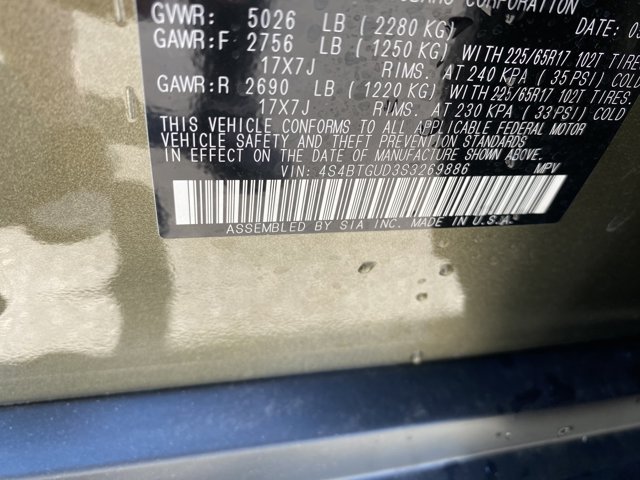 CORPORATION
GVWR: 5026 LB ( 2280 KG) DATE: 03
GAWR:F 2756 LB ( 1250 KG) WITH 225/65R17 102T TIRES
17X7J RIMS. AT 240 KPA ( 35 PSI) COLD
GAWR:R 2690 LB ( 1220 KG) WITH 225/65R17 102T TIRES.
17X7J RIMS. AT 230 KPA ( 33 PSI) COLD
THIS VEHICLE CONFORMS TO ALL APPLICABLE FEDERAL MOTOR
VEHICLE SAFETY AND THEFT PREVENTION STANDARDS
IN EFFECT ON THE DATE OF MANUFACTURE SHOWN ABOVE.
VIN: 4S4BTGUD3S3269886 MPV
ASSEMBLED BY SIA INC. MADE IN U.S.A.